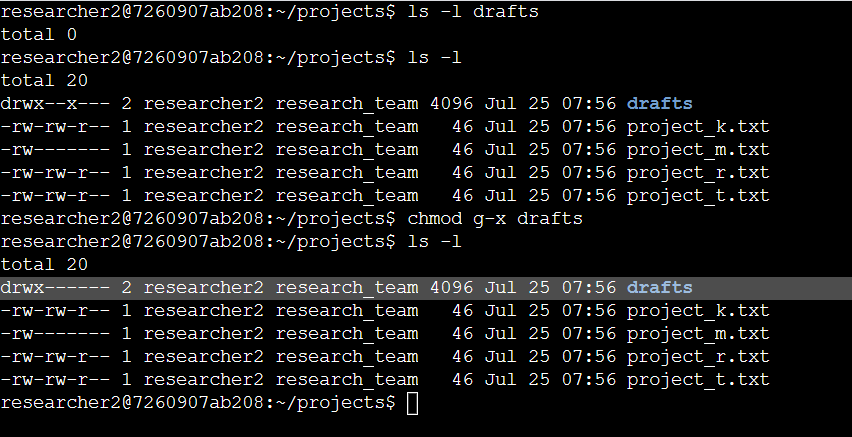 researcher2@7260907ab208:~/projects$ ls -l drafts
total 0
researcher2@7260907ab208:~/projects$ ls -l
total 20
drwx--x--- 2 researcher2 research_team 4096 Jul 25 07:56 drafts
-rw-rw-r-- 1 researcher2 research_team   46 Jul 25 07:56 project_k.txt
-rw------- 1 researcher2 research_team   46 Jul 25 07:56 project_m.txt
-rw-rw-r-- 1 researcher2 research_team   46 Jul 25 07:56 project_r.txt
-rw-rw-r-- 1 researcher2 research_team   46 Jul 25 07:56 project_t.txt
researcher2@7260907ab208:~/projects$ chmod g-x drafts
researcher2@7260907ab208:~/projects$ ls -l
total 20
drwx------ 2 researcher2 research_team 4096 Jul 25 07:56 drafts
-rw-rw-r-- 1 researcher2 research_team   46 Jul 25 07:56 project_k.txt
-rw------- 1 researcher2 research_team   46 Jul 25 07:56 project_m.txt
-rw-rw-r-- 1 researcher2 research_team   46 Jul 25 07:56 project_r.txt
-rw-rw-r-- 1 researcher2 research_team   46 Jul 25 07:56 project_t.txt
researcher2@7260907ab208:~/projects$